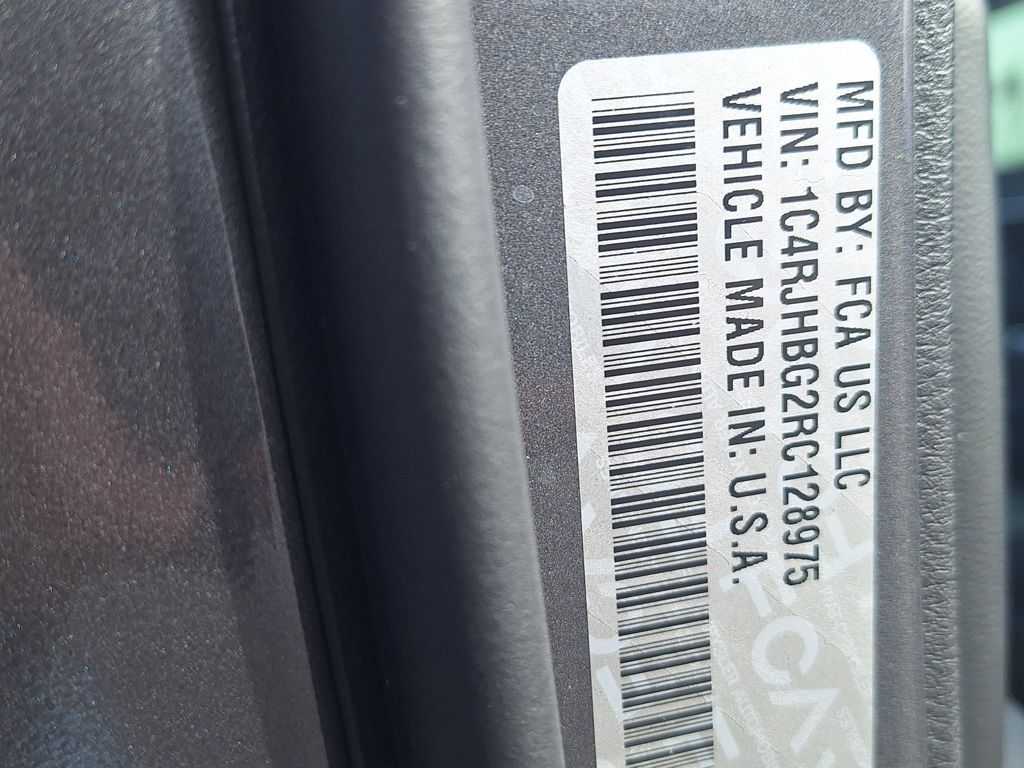 MFD BY: FCA US LLC
VIN: 1C4RJHBG2RC128975
VEHICLE MADE IN: U.S.A.